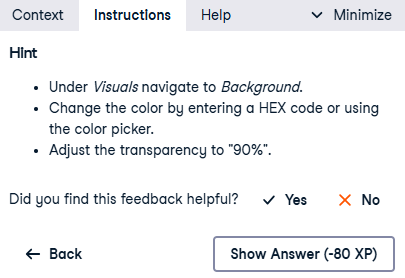 Context Instructions Help Minimize
Hint
• Under Visuals navigate to Background.
• Change the color by entering a HEX code or using
the color picker.
• Adjust the transparency to "90%".
Did you find this feedback helpful? Yes No
Back Show Answer (-80 XP)